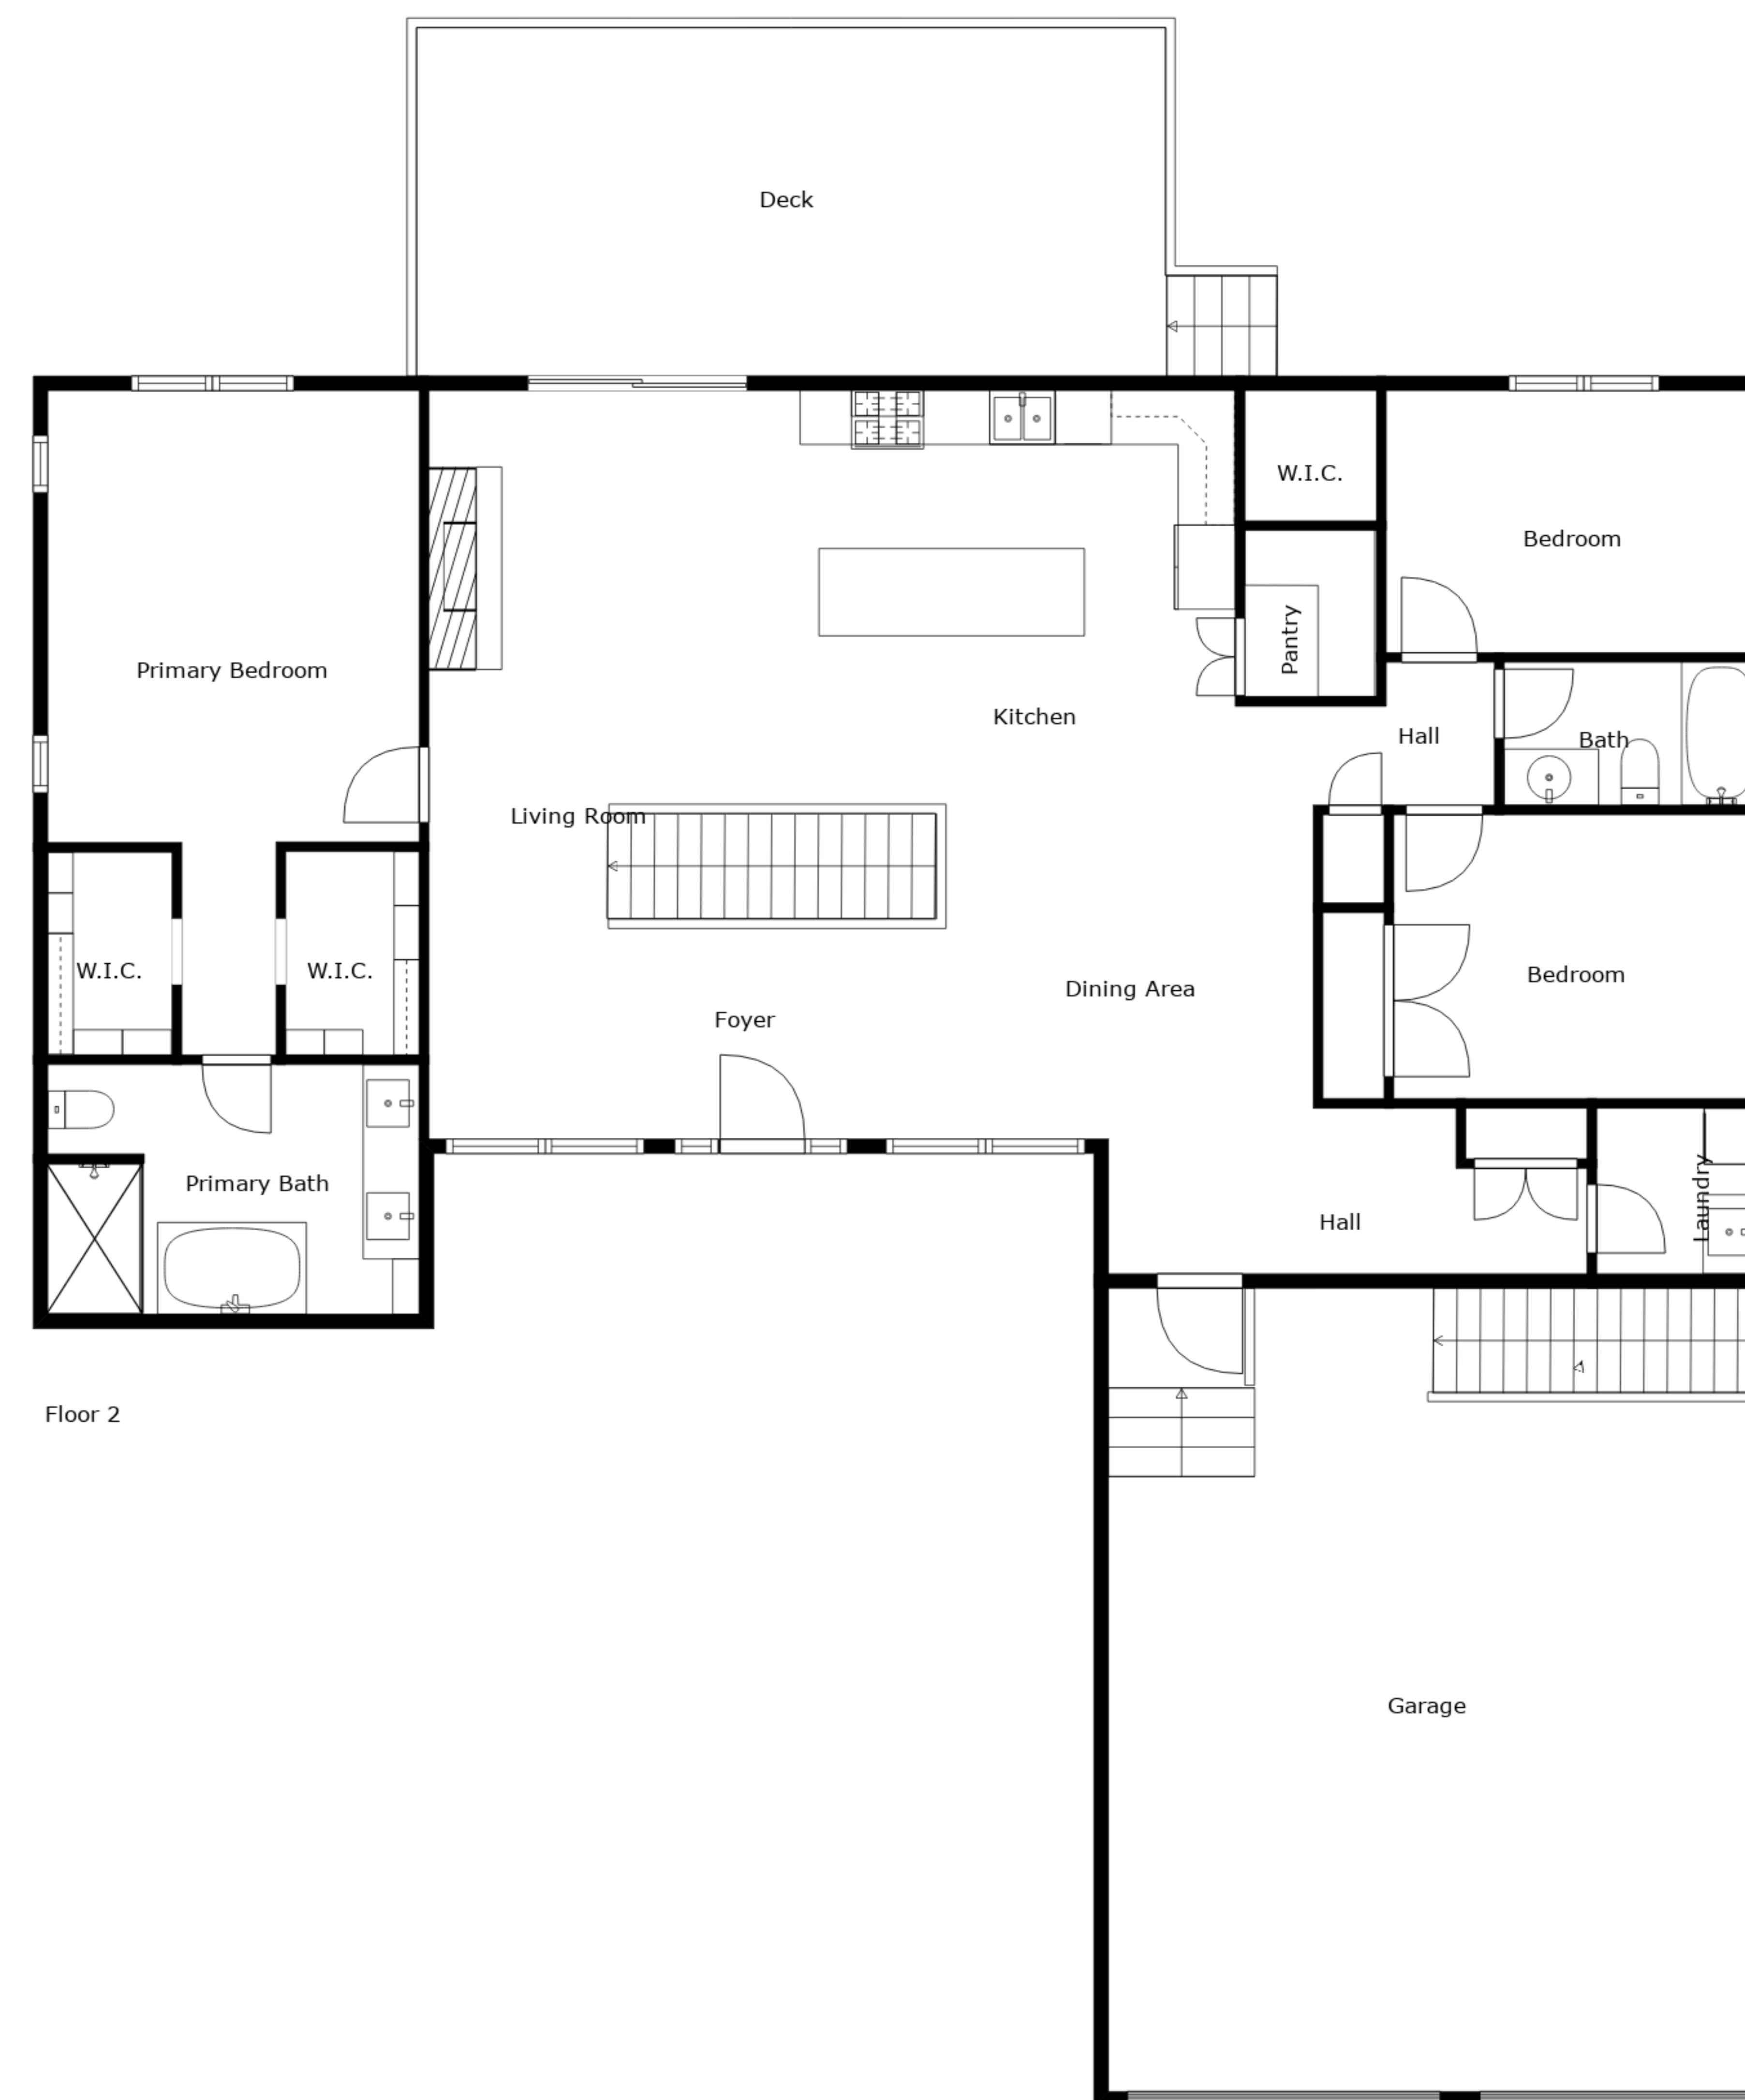 Deck
W.I.C.
Bedroom
Pantry
Primary Bedroom
Kitchen
Hall
Bath
Living Room
W.I.C.
W.I.C.
Dining Area
Bedroom
Foyer
Primary Bath
Laundry
Hall
Floor 2
Garage